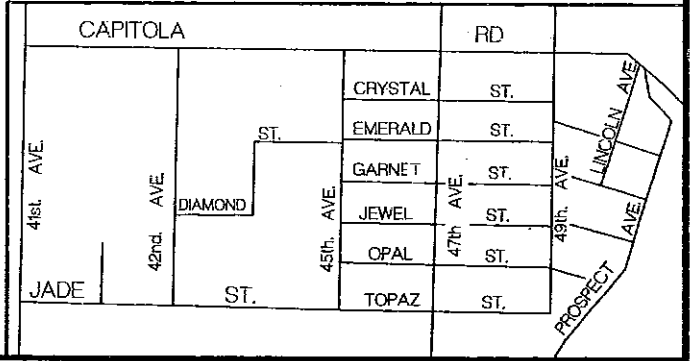 CAPITOLA RD
CRYSTAL ST.
ST. EMERALD ST.
GARNET ST.
DIAMOND
JEWEL ST.
OPAL ST.
JADE ST. TOPAZ ST.
41st. AVE.
42nd. AVE.
45th. AVE.
47th AVE.
49th. AVE.
LINCOLN AVE
PROSPECT AVE.